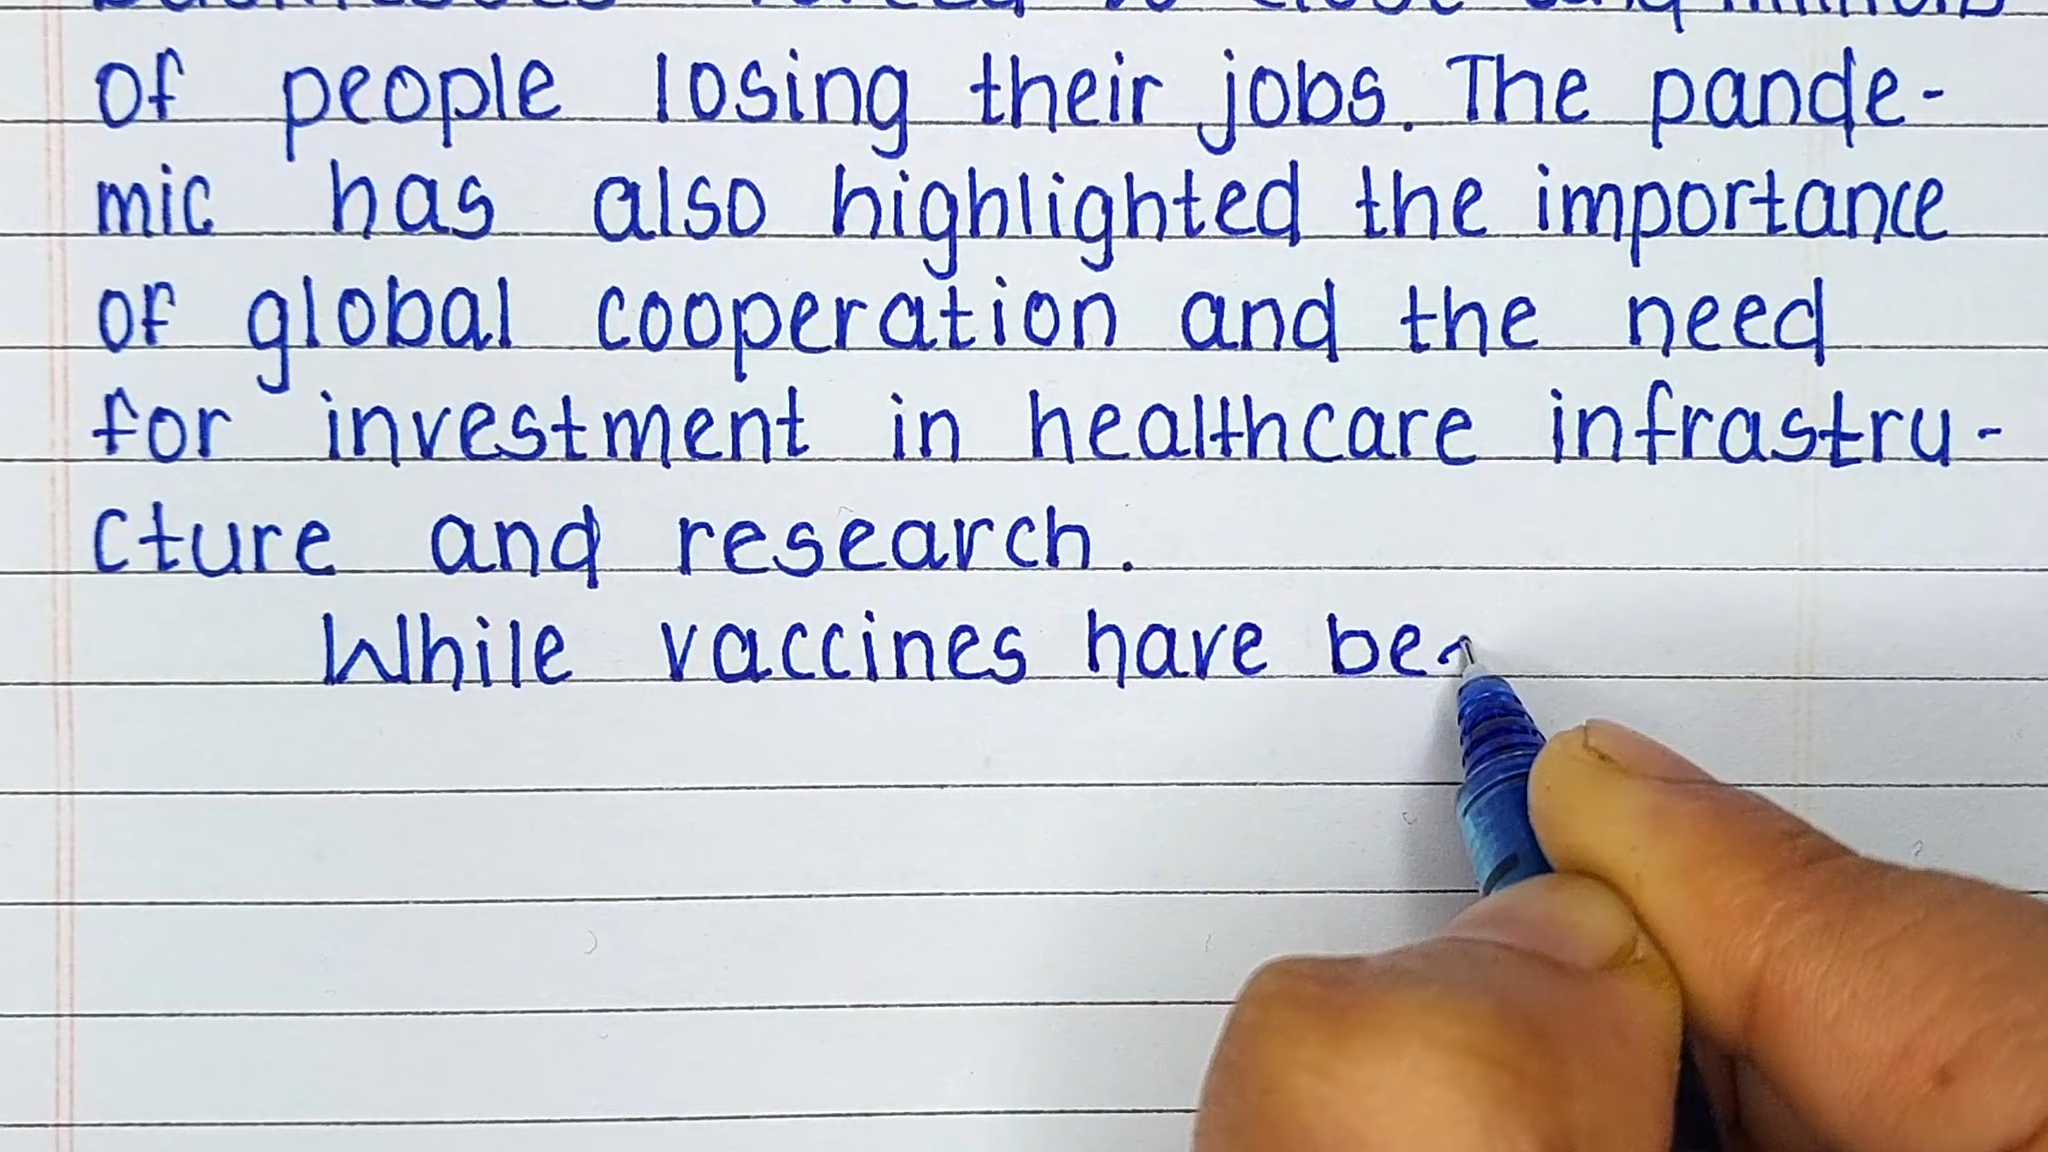 of people losing their jobs. The pande-
mic has also highlighted the importance
of global cooperation and the need
for investment in healthcare infrastru-
cture and research.
While vaccines have be